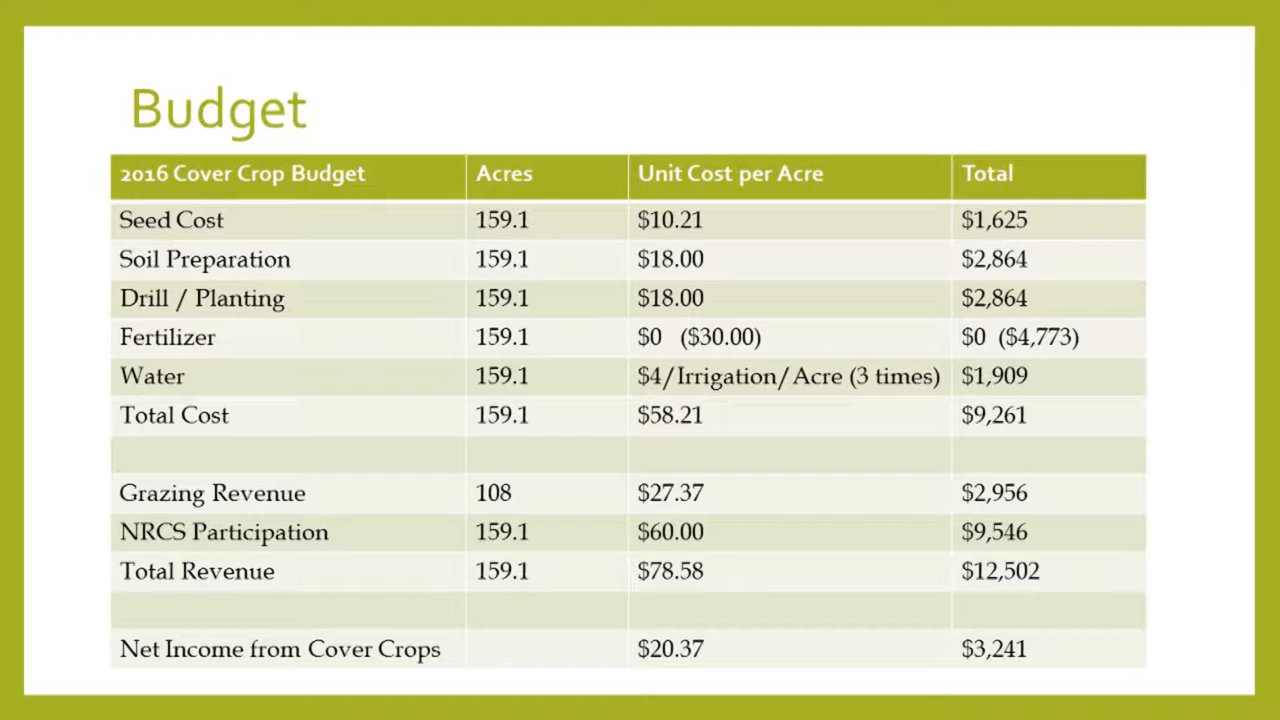 Budget
2016 Cover Crop Budget Acres Unit Cost per Acre Total
Seed Cost 159.1 $10.21 $1,625
Soil Preparation 159.1 $18.00 $2,864
Drill / Planting 159.1 $18.00 $2,864
Fertilizer 159.1 $0 ($30.00) $0 ($4,773)
Water 159.1 $4/Irrigation/Acre (3 times) $1,909
Total Cost 159.1 $58.21 $9,261
Grazing Revenue 108 $27.37 $2,956
NRCS Participation 159.1 $60.00 $9,546
Total Revenue 159.1 $78.58 $12,502
Net Income from Cover Crops $20.37 $3,241